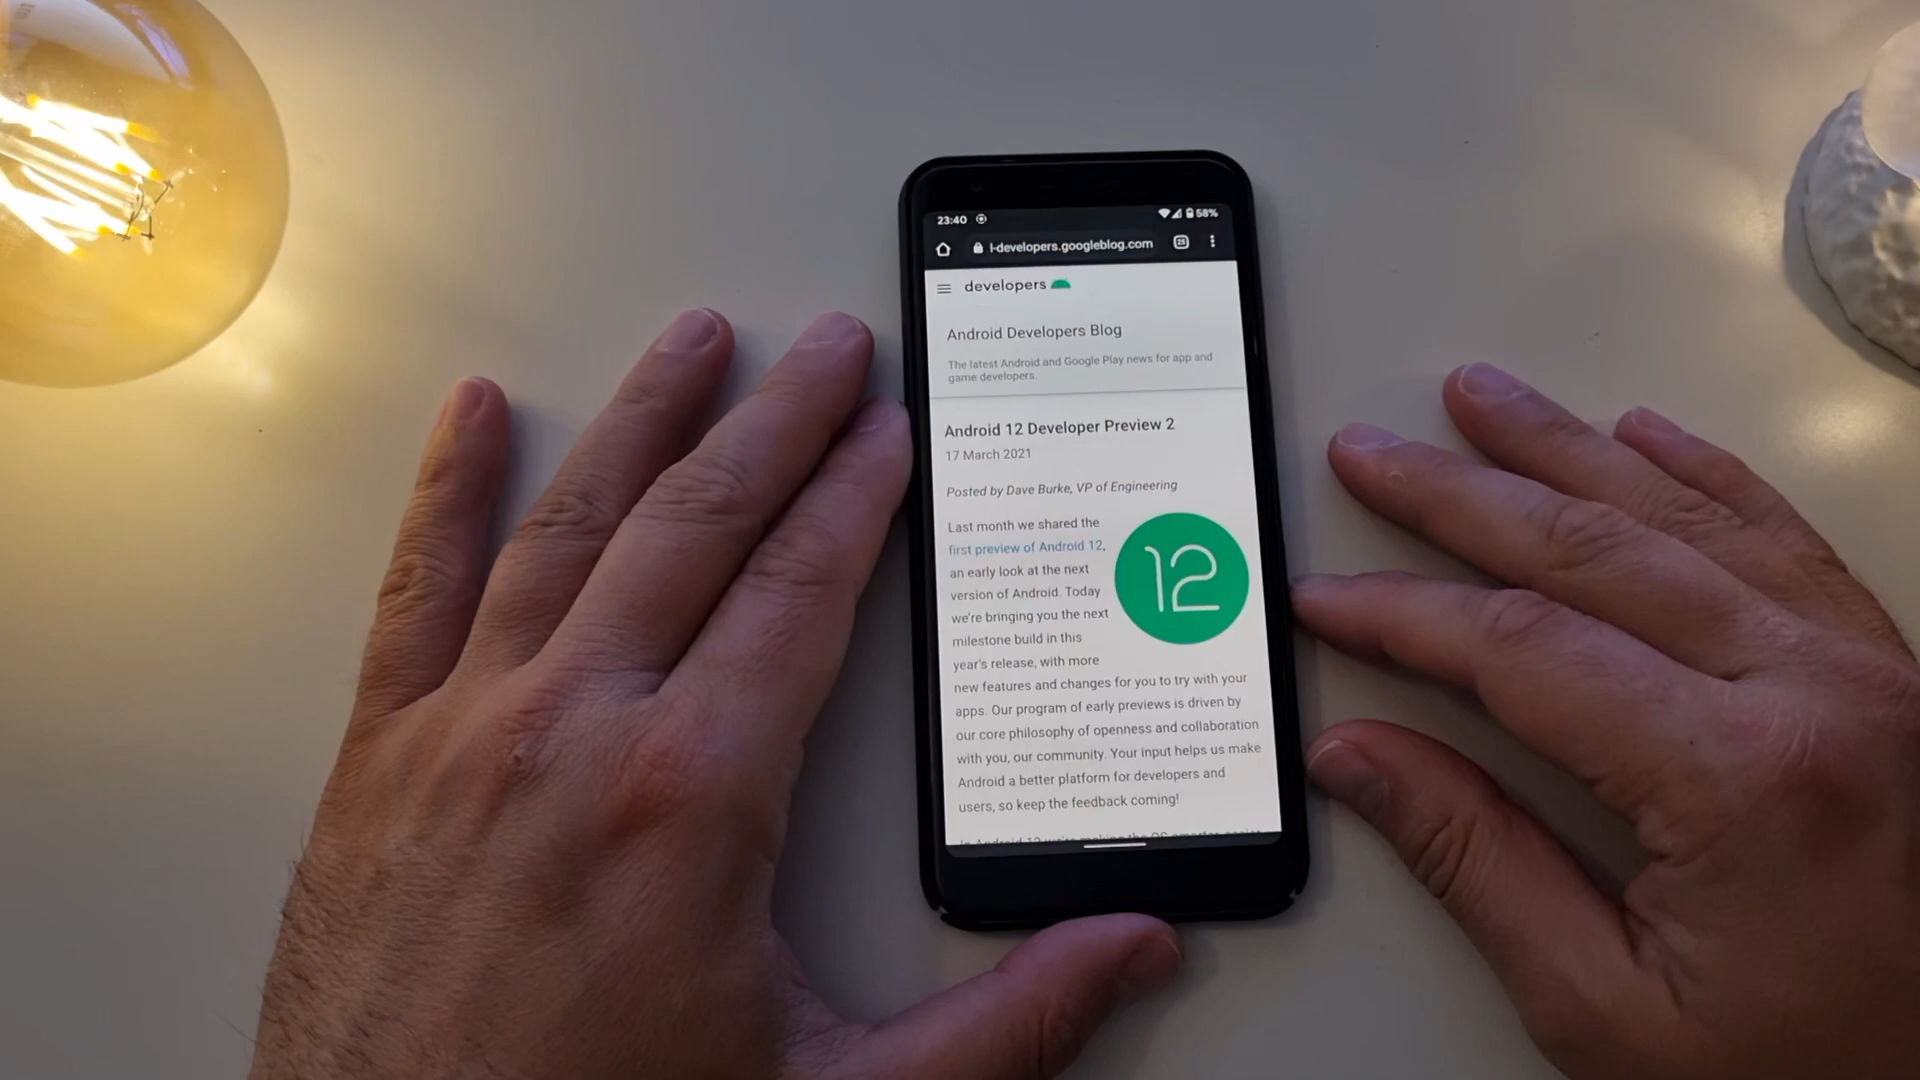 23:40 58%
l-developers.googleblog.com 25
developers
Android Developers Blog
The latest Android and Google Play news for app and
game developers.
Android 12 Developer Preview 2
17 March 2021
Posted by Dave Burke, VP of Engineering
Last month we shared the
first preview of Android 12,
an early look at the next
version of Android. Today
we're bringing you the next
milestone build in this
year's release, with more
12
new features and changes for you to try with your
apps. Our program of early previews is driven by
our core philosophy of openness and collaboration
with you, our community. Your input helps us make
Android a better platform for developers and
users, so keep the feedback coming!